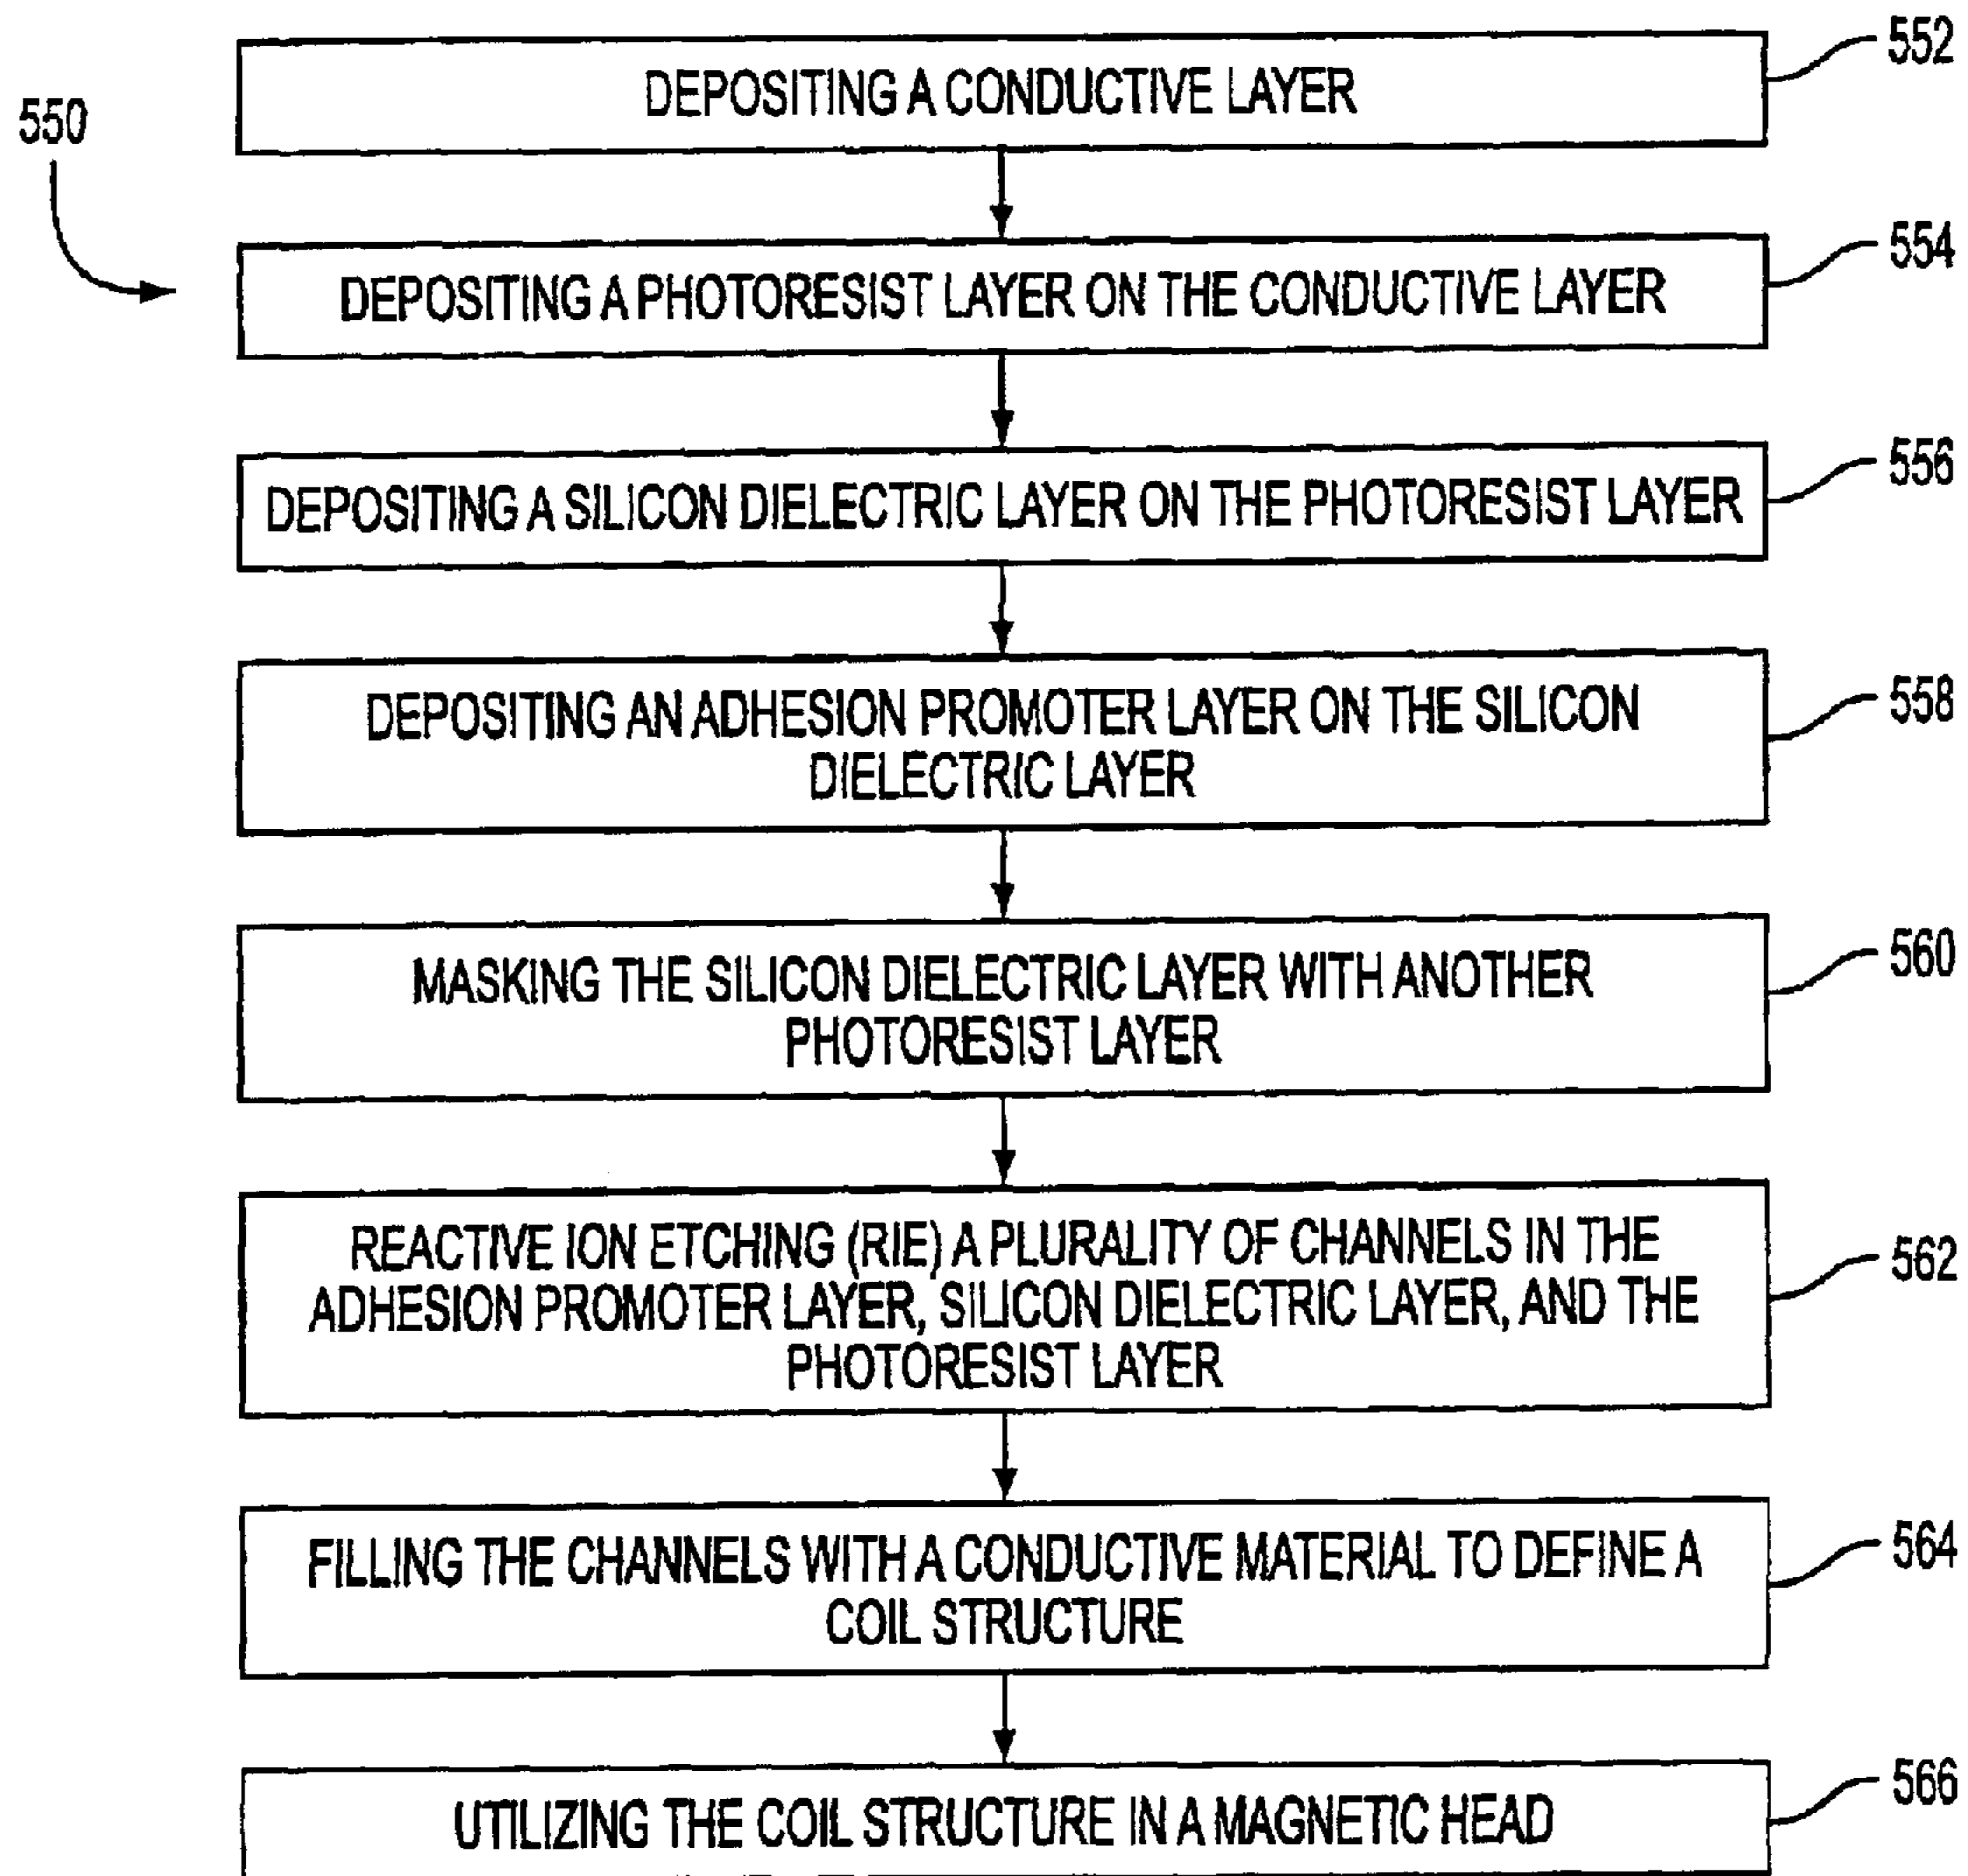 550
DEPOSITING A CONDUCTIVE LAYER
552
DEPOSITING A PHOTORESIST LAYER ON THE CONDUCTIVE LAYER
554
DEPOSITING A SILICON DIELECTRIC LAYER ON THE PHOTORESIST LAYER
556
DEPOSITING AN ADHESION PROMOTER LAYER ON THE SILICON
DIELECTRIC LAYER
558
MASKING THE SILICON DIELECTRIC LAYER WITH ANOTHER
PHOTORESIST LAYER
560
REACTIVE ION ETCHING (RIE) A PLURALITY OF CHANNELS IN THE
ADHESION PROMOTER LAYER, SILICON DIELECTRIC LAYER, AND THE
PHOTORESIST LAYER
562
FILLING THE CHANNELS WITH A CONDUCTIVE MATERIAL TO DEFINE A
COIL STRUCTURE
564
UTILIZING THE COIL STRUCTURE IN A MAGNETIC HEAD
566